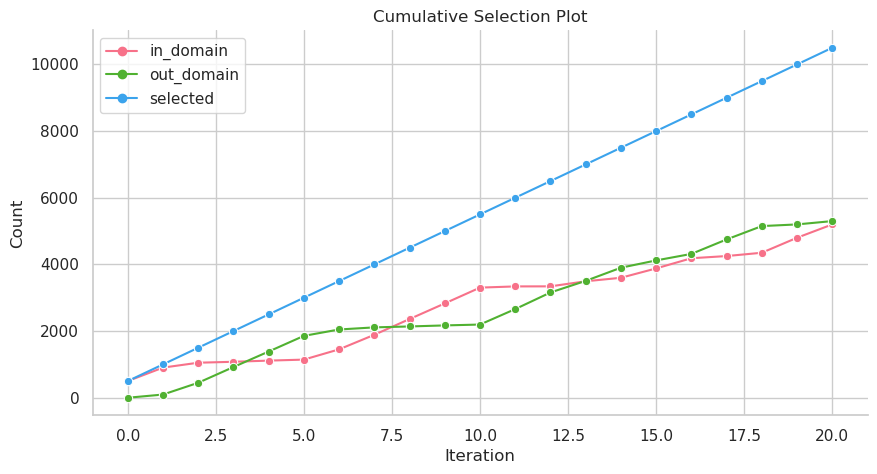 Cumulative Selection Plot
in_domain
out_domain
selected
Count
10000
8000
6000
4000
2000
0
0.0 2.5 5.0 7.5 10.0 12.5 15.0 17.5 20.0
Iteration